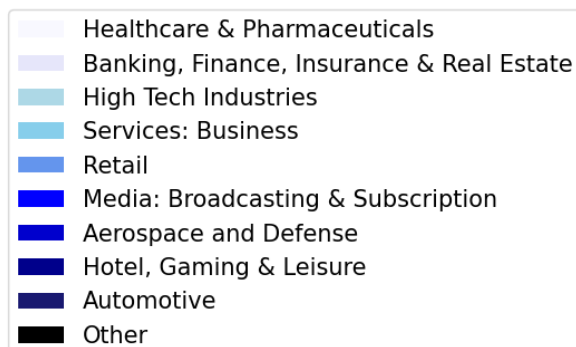 Healthcare & Pharmaceuticals
Banking, Finance, Insurance & Real Estate
High Tech Industries
Services: Business
Retail
Media: Broadcasting & Subscription
Aerospace and Defense
Hotel, Gaming & Leisure
Automotive
Other